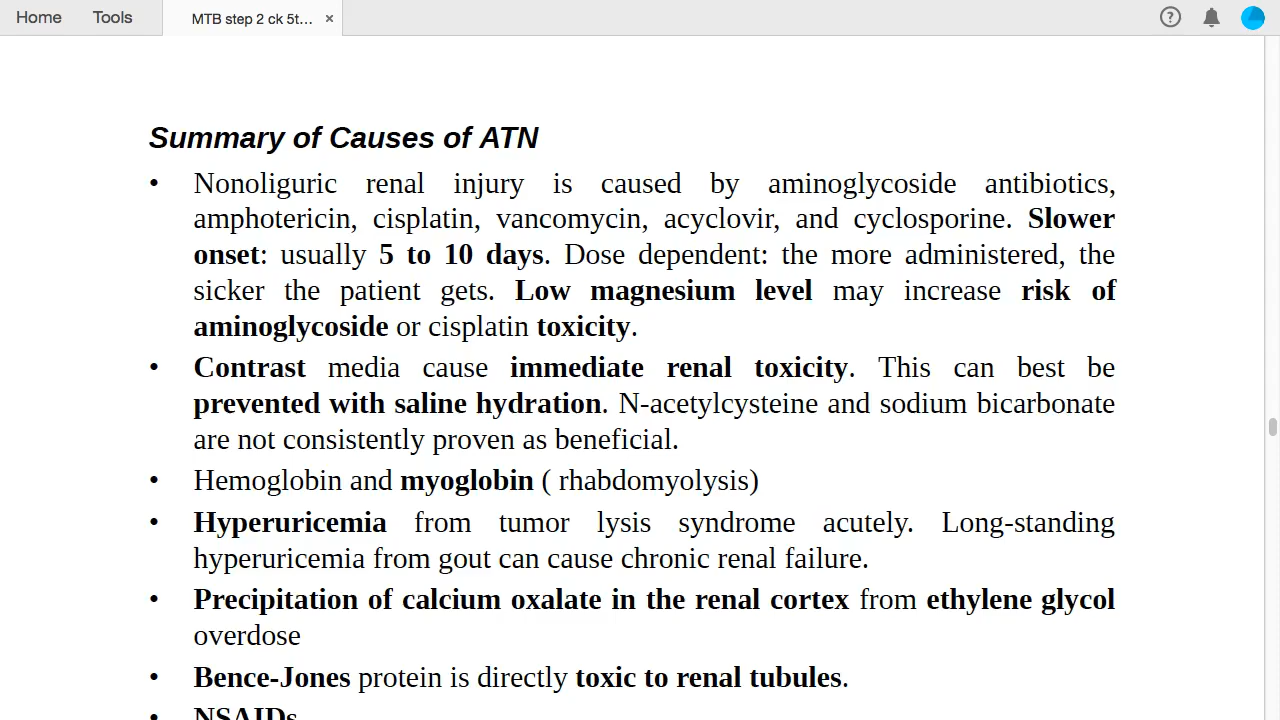 Home Tools MTB step 2 ck 5t... ×
Summary of Causes of ATN
• Nonoliguric renal injury is caused by aminoglycoside antibiotics,
amphotericin, cisplatin, vancomycin, acyclovir, and cyclosporine. Slower
onset: usually 5 to 10 days. Dose dependent: the more administered, the
sicker the patient gets. Low magnesium level may increase risk of
aminoglycoside or cisplatin toxicity.
• Contrast media cause immediate renal toxicity. This can best be
prevented with saline hydration. N-acetylcysteine and sodium bicarbonate
are not consistently proven as beneficial.
• Hemoglobin and myoglobin ( rhabdomyolysis)
• Hyperuricemia from tumor lysis syndrome acutely. Long-standing
hyperuricemia from gout can cause chronic renal failure.
• Precipitation of calcium oxalate in the renal cortex from ethylene glycol
overdose
• Bence-Jones protein is directly toxic to renal tubules.
• NSAIDs